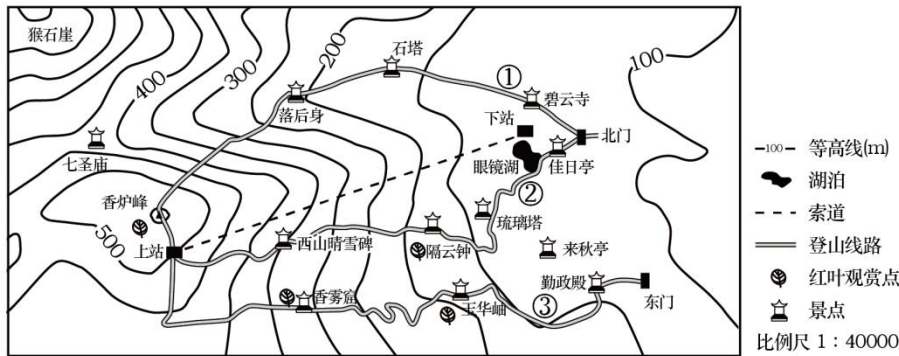 猴石崖
400
300
200
石塔
①
100
落后身
碧云寺
下站
北门
七圣庙
眼镜湖
佳日亭
②
香炉峰
琉璃塔
500
上站
西山晴雪碑
隔云钟
来秋亭
香雾窟
玉华岫
③
勤政殿
东门
100 等高线(m)
湖泊
索道
登山线路
红叶观赏点
景点
比例尺 1：40000